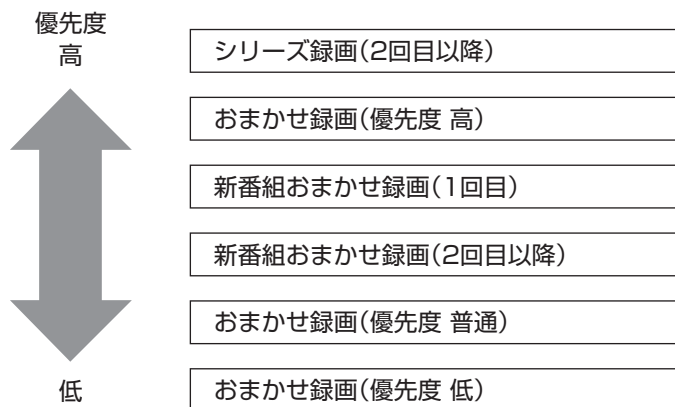 優先度
高
シリーズ録画(2回目以降)
おまかせ録画(優先度 高)
新番組おまかせ録画(1回目)
新番組おまかせ録画(2回目以降)
おまかせ録画(優先度 普通)
低
おまかせ録画(優先度 低)